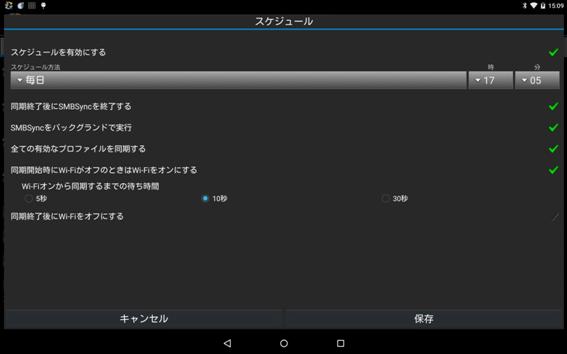 15:09
スケジュール
スケジュールを有効にする
スケジュール方法
時
分
毎日
17
05
同期終了後にSMBSyncを終了する
SMBSyncをバックグランドで実行
全ての有効なプロファイルを同期する
同期開始時にWi-FiがオフのときはWi-Fiをオンにする
Wi-Fiオンから同期するまでの待ち時間
5秒
10秒
30秒
同期終了後にWi-Fiをオフにする
キャンセル
保存